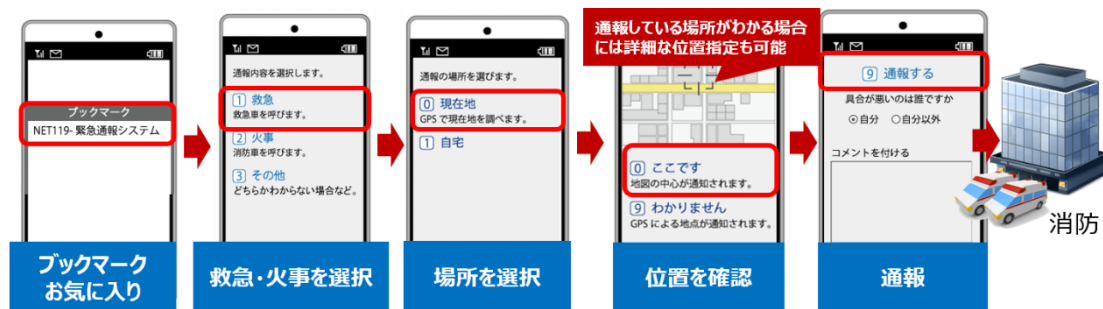 ブックマーク
NET119- 緊急通報システム
ブックマーク
お気に入り
通報内容を選択します。
1 救急
救急車を呼びます。
2 火事
消防車を呼びます。
3 その他
どちらかわからない場合など。
救急・火事を選択
通報の場所を選びます。
0 現在地
GPS で現在地を調べます。
1 自宅
場所を選択
通報している場所がわかる場合
には詳細な位置指定も可能
0 ここです
地図の中心が通知されます。
9 わかりません
GPS による地点が通知されます。
位置を確認
9 通報する
具合が悪いのは誰ですか
◉自分 ○自分以外
コメントを付ける
通報
消防